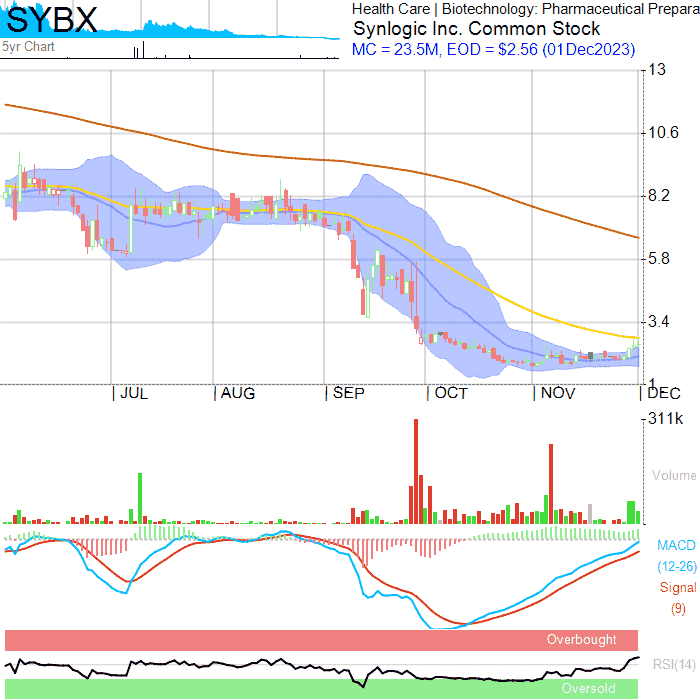 SYBX
5yr Chart
Health Care | Biotechnology: Pharmaceutical Prepara
Synlogic Inc. Common Stock
MC = 23.5M, EOD = $2.56 (01Dec2023)
13
10.6
8.2
5.8
3.4
1
JUL
AUG
SEP
OCT
NOV
DEC
311k
Volume
MACD
(12-26)
Signal
(9)
Overbought
RSI(14)
Oversold